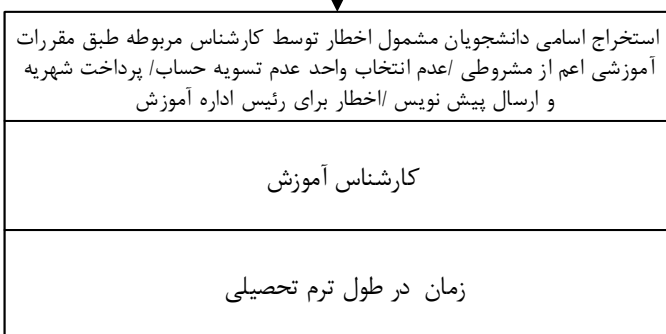 استخراج اسامی دانشجویان مشمول اخطار توسط کارشناس مربوطه طبق مقررات
آموزشی اعم از مشروطی /عدم انتخاب واحد عدم تسویه حساب/ پرداخت شهریه
و ارسال پیش نویس /اخطار برای رئیس اداره آموزش
کارشناس آموزش
زمان در طول ترم تحصیلی